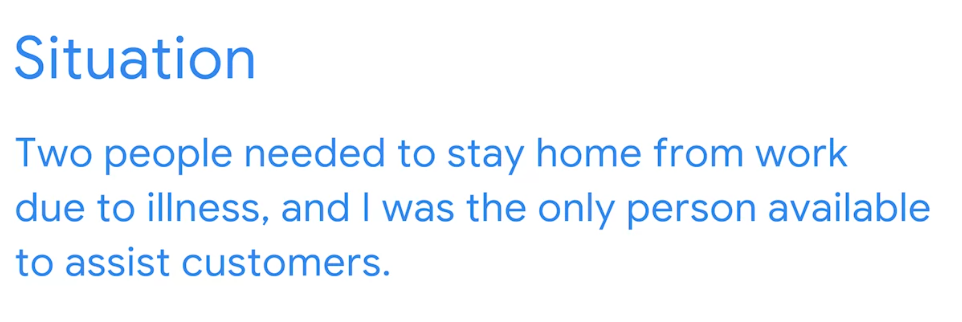 Situation
Two people needed to stay home from work
due to illness, and I was the only person available
to assist customers.